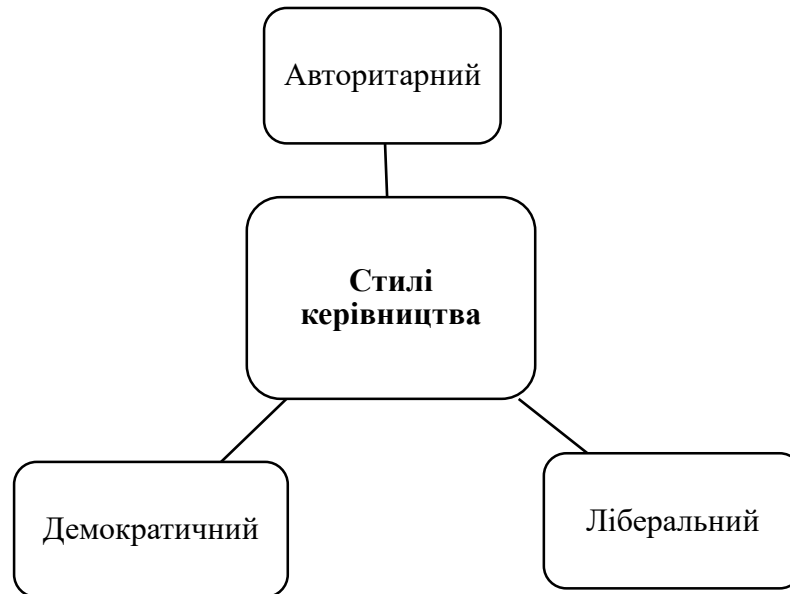 Авторитарний
Стилі
керівництва
Демократичний
Ліберальний